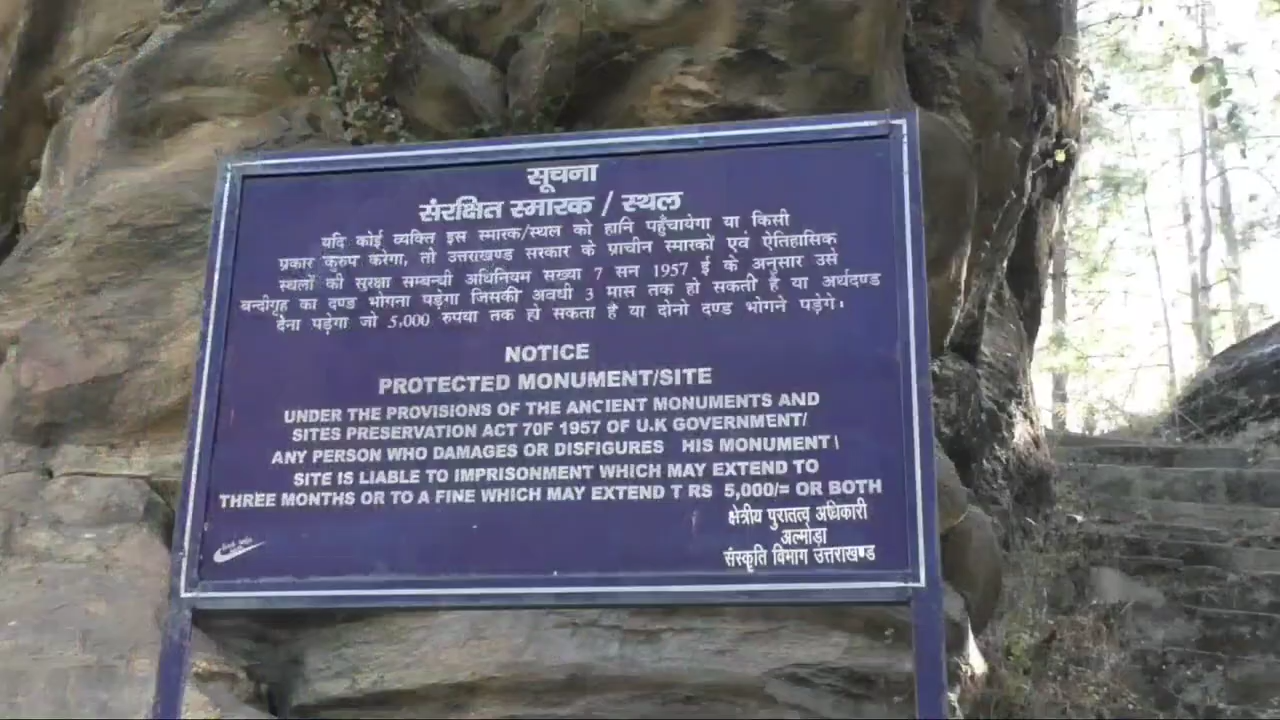 सूचना
संरक्षित स्मारक / स्थल
यदि कोई व्यक्ति इस स्मारक/स्थल को हानि पहुँचायेगा या किसी
प्रकार कुरुप करेगा, तो उत्तराखण्ड सरकार के प्राचीन स्मारकों एवं ऐतिहासिक
स्थलों की सुरक्षा सम्बन्धी अधिनियम सख्या 7 सन 1957 ई के अनुसार उसे
बन्दीगृह का दण्ड भोगना पड़ेगा जिसकी अवधी 3 मास तक हो सकती है या अर्थदण्ड
देना पड़ेगा जो 5,000 रुपया तक हो सकता है या दोनो दण्ड भोगने पड़ेगे।
NOTICE
PROTECTED MONUMENT/SITE
UNDER THE PROVISIONS OF THE ANCIENT MONUMENTS AND
SITES PRESERVATION ACT 7OF 1957 OF U.K GOVERNMENT/
ANY PERSON WHO DAMAGES OR DISFIGURES HIS MONUMENT\
SITE IS LIABLE TO IMPRISONMENT WHICH MAY EXTEND TO
THREE MONTHS OR TO A FINE WHICH MAY EXTEND T RS 5,000/= OR BOTH
क्षेत्रीय पुरातत्व अधिकारी
अल्मोड़ा
संस्कृति विभाग उत्तराखण्ड